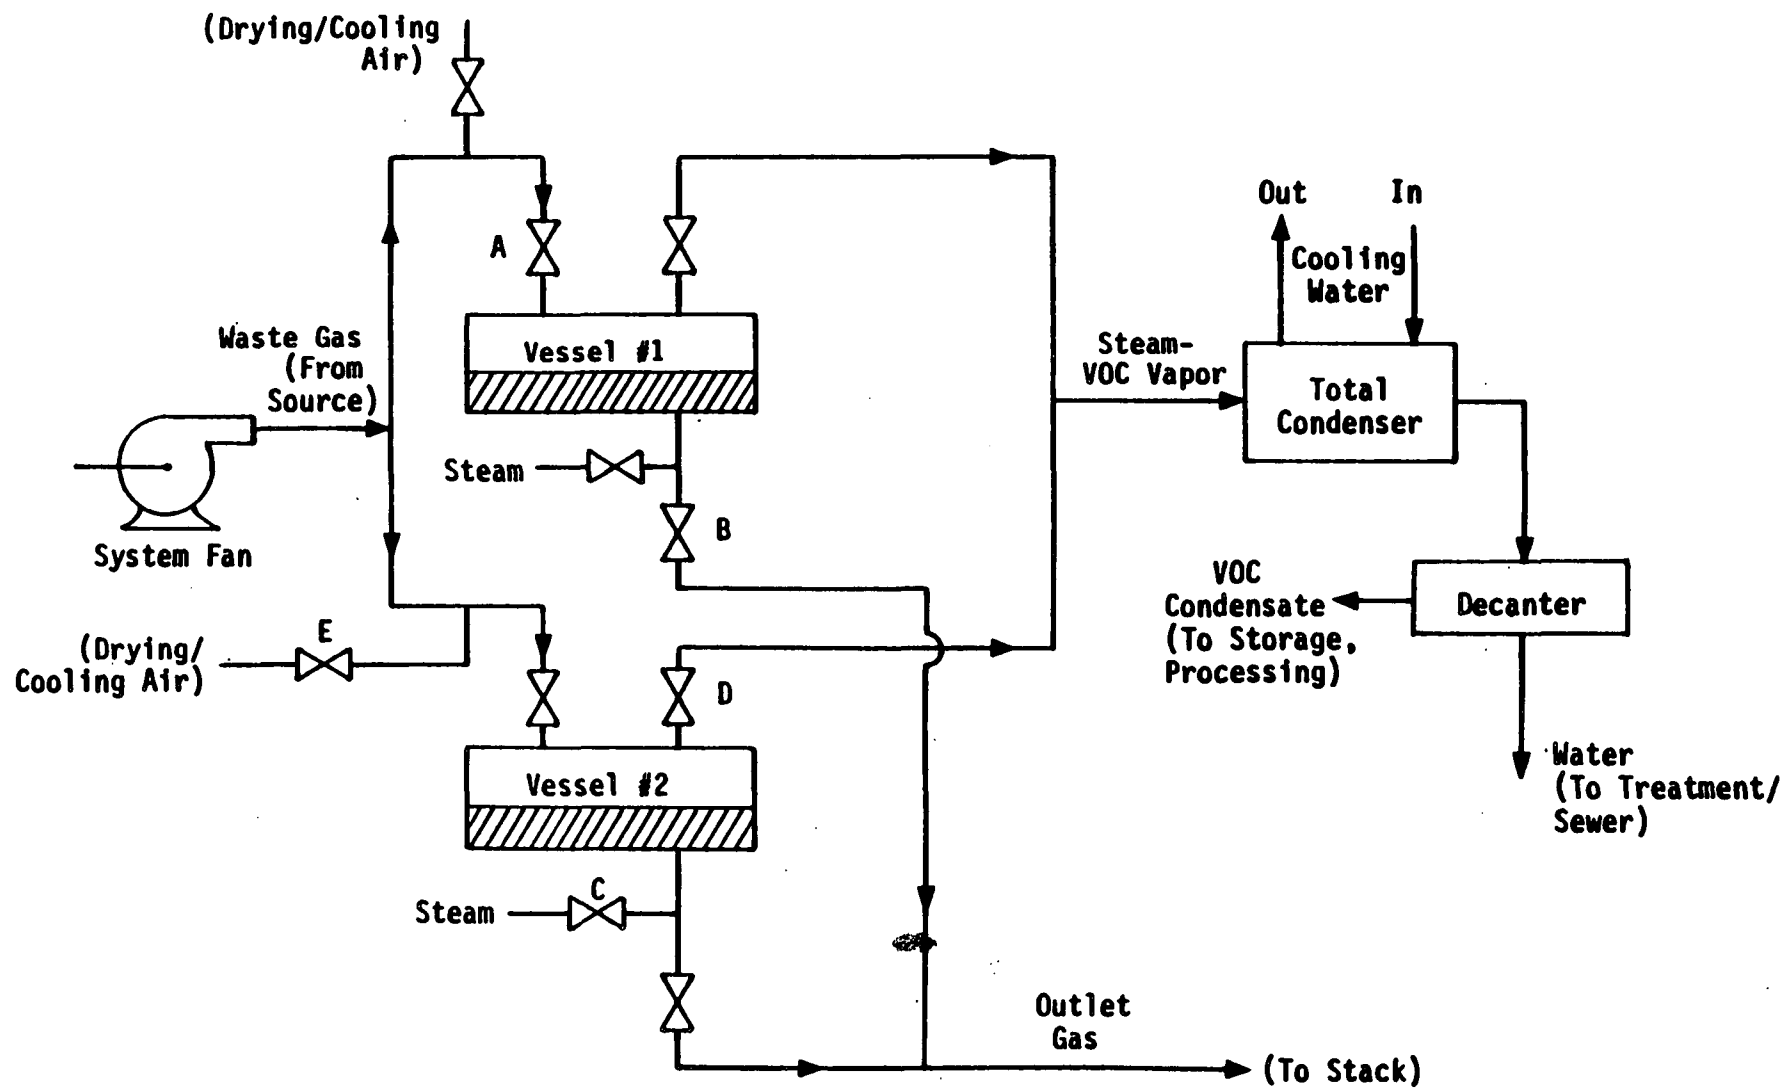 (Drying/Cooling
Air)
A
Out
In
Cooling
Water
Waste Gas
(From
Source)
Vessel #1
Steam-
VOC Vapor
Total
Condenser
Steam
B
System Fan
VOC
Condensate
(To Storage,
Processing)
Decanter
E
(Drying/
Cooling Air)
D
Vessel #2
Water
(To Treatment/
Sewer)
C
Steam
Outlet
Gas
(To Stack)